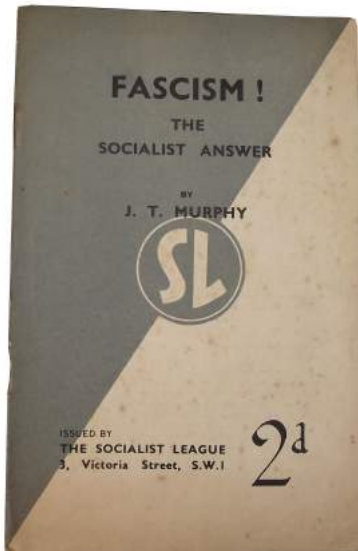 FASCISM !
THE
SOCIALIST ANSWER
BY
J. T. MURPHY
SL
ISSUED BY
THE SOCIALIST LEAGUE
3, Victoria Street, S.W.1
2d